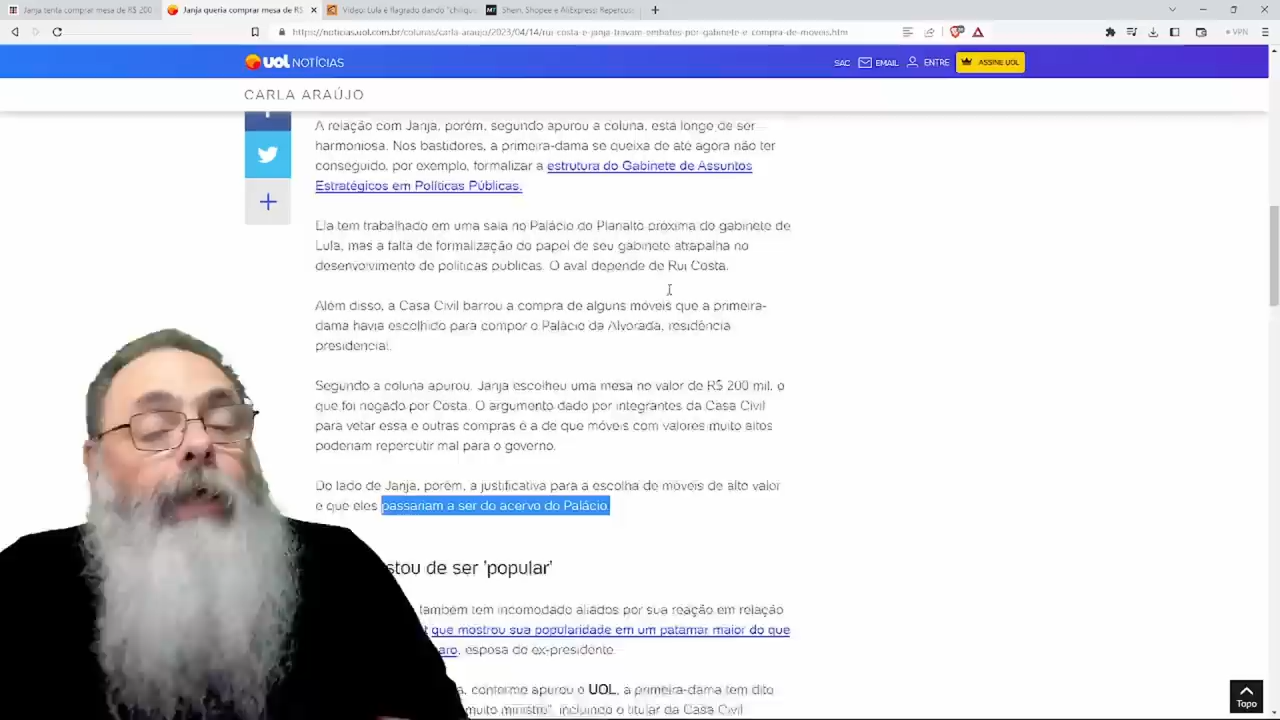 Janja tenta comprar mesa de R$ 200
Janja queria comprar mesa de R$
Vídeo: Lula é flagrado dando "chilique
Shein, Shopee e AliExpress Repercus
https://noticias.uol.com.br/colunas/carla-araujo/2023/04/14/rui-costa-e-janja-travam-embates-por-gabinete-e-compra-de-moveis.htm
VPN
UOL NOTÍCIAS
SAC EMAIL ENTRE ASSINE UOL
CARLA ARAÚJO
A relação com Janja, porém, segundo apurou a coluna, está longe de ser
harmoniosa. Nos bastidores, a primeira-dama se queixa de até agora não ter
conseguido, por exemplo, formalizar a estrutura do Gabinete de Assuntos
Estratégicos em Políticas Públicas.
Ela tem trabalhado em uma sala no Palácio do Planalto próxima do gabinete de
Lula, mas a falta de formalização do papel de seu gabinete atrapalha no
desenvolvimento de políticas públicas. O aval depende de Rui Costa.
Além disso, a Casa Civil barrou a compra de alguns móveis que a primeira-
dama havia escolhido para compor o Palácio da Alvorada, residência
presidencial.
Segundo a coluna apurou, Janja escolheu uma mesa no valor de R$ 200 mil, o
que foi negado por Costa. O argumento dado por integrantes da Casa Civil
para vetar essa e outras compras é a de que móveis com valores muito altos
poderiam repercutir mal para o governo.
Do lado de Janja, porém, a justificativa para a escolha de móveis de alto valor
é que eles passariam a ser do acervo do Palácio.
stou de ser 'popular'
também tem incomodado aliados por sua reação em relação
que mostrou sua popularidade em um patamar maior do que
aro, esposa do ex-presidente.
conforme apurou o UOL, a primeira-dama tem dito
muito ministro", incluindo o titular da Casa Civil
Topo